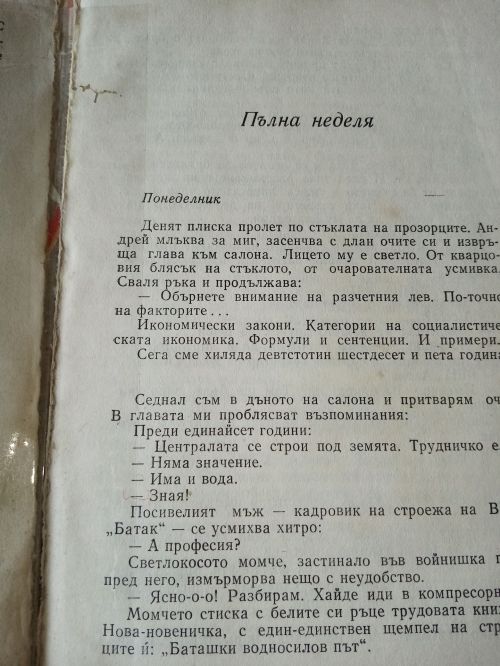 Пълна неделя
Понеделник
Денят плиска пролет по стъклата на прозорците. Ан-
дрей млъква за миг, засенчва с длан очите си и извръ-
ща глава към салона. Лицето му е светло. От кварцо-
вия блясък на стъклото, от очарователната усмивка.
Сваля ръка и продължава:
— Обърнете внимание на разчетния лев. По-точно
на факторите...
Икономически закони. Категории на социалистиче-
ската икономика. Формули и сентенции. И примери.
Сега сме хиляда девтстотин шестдесет и пета година
Седнал съм в дъното на салона и притварям
В главата ми проблясват възпоминания:
Преди единайсет години:
— Централата се строи под земята. Трудничко е
— Няма значение.
— Има и вода.
— Зная!
Посивелият мъж — кадровик на строежа на В
„Батак“ — се усмихва хитро:
— А професия?
Светлокосото момче, застинало във войнишка
пред него, измърморва нещо с неудобство.
— Ясно-о-о! Разбирам. Хайде иди в компресорн
Момчето стиска с белите си ръце трудовата
Нова-новеничка, с един-единствен щемпел на
ците ѝ: „Баташки водносилов път“.